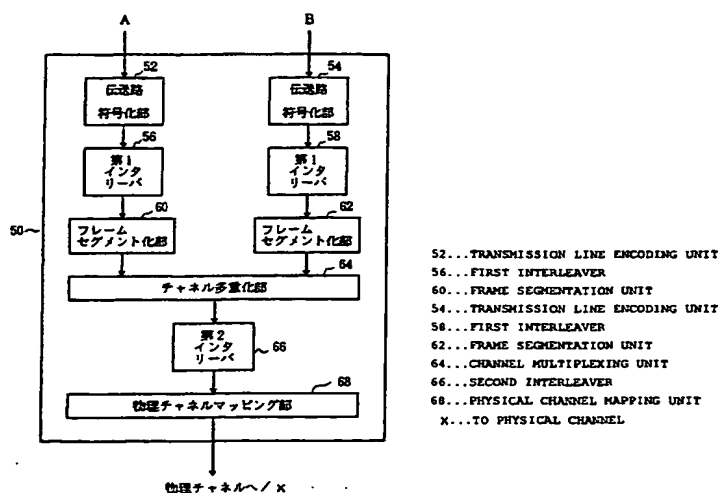 A B
52 54
伝送路
符号化部
伝送路
符号化部
56 58
第1
インタ
リーバ
第1
インタ
リーバ
60 62
フレーム
セグメント化部
フレーム
セグメント化部
50
64
チャネル多重化部
第2
インタ
リーバ
66
68
物理チャネルマッピング部
物理チャネルへ/ X
52...TRANSMISSION LINE ENCODING UNIT
56...FIRST INTERLEAVER
60...FRAME SEGMENTATION UNIT
54...TRANSMISSION LINE ENCODING UNIT
58...FIRST INTERLEAVER
62...FRAME SEGMENTATION UNIT
64...CHANNEL MULTIPLEXING UNIT
66...SECOND INTERLEAVER
68...PHYSICAL CHANNEL MAPPING UNIT
X...TO PHYSICAL CHANNEL